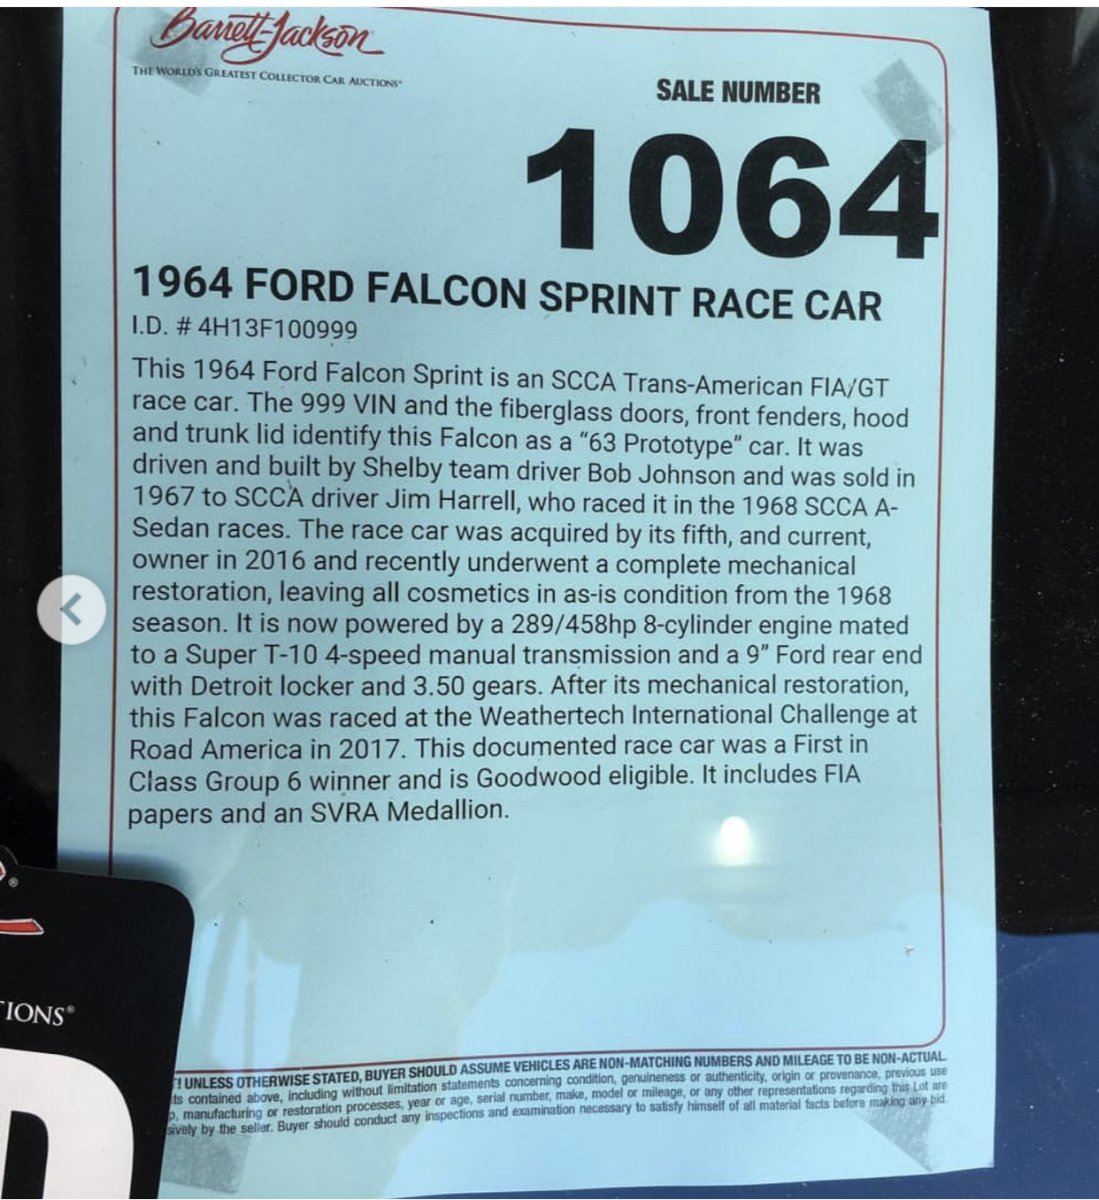 Barrett-Jackson
THE WORLD'S GREATEST COLLECTOR CAR AUCTIONS®
SALE NUMBER
1064
1964 FORD FALCON SPRINT RACE CAR
I.D. # 4H13F100999
This 1964 Ford Falcon Sprint is an SCCA Trans-American FIA/GT
race car. The 999 VIN and the fiberglass doors, front fenders, hood
and trunk lid identify this Falcon as a "63 Prototype" car. It was
driven and built by Shelby team driver Bob Johnson and was sold in
1967 to SCCA driver Jim Harrell, who raced it in the 1968 SCCA A-
Sedan races. The race car was acquired by its fifth, and current,
owner in 2016 and recently underwent a complete mechanical
restoration, leaving all cosmetics in as-is condition from the 1968
season. It is now powered by a 289/458hp 8-cylinder engine mated
to a Super T-10 4-speed manual transmission and a 9" Ford rear end
with Detroit locker and 3.50 gears. After its mechanical restoration,
this Falcon was raced at the Weathertech International Challenge at
Road America in 2017. This documented race car was a First in
Class Group 6 winner and is Goodwood eligible. It includes FIA
papers and an SVRA Medallion.
TIONS®
! UNLESS OTHERWISE STATED, BUYER SHOULD ASSUME VEHICLES ARE NON-MATCHING NUMBERS AND MILEAGE TO BE NON-ACTUAL.
ts contained above, including without limitation statements concerning condition, genuineness or authenticity, origin or provenance, previous use
p, manufacturing or restoration processes, year or age, serial number, make, model or mileage, or any other representations regarding this Lot are
sively by the seller. Buyer should conduct any inspections and examination necessary to satisfy himself of all material facts before making any bid.